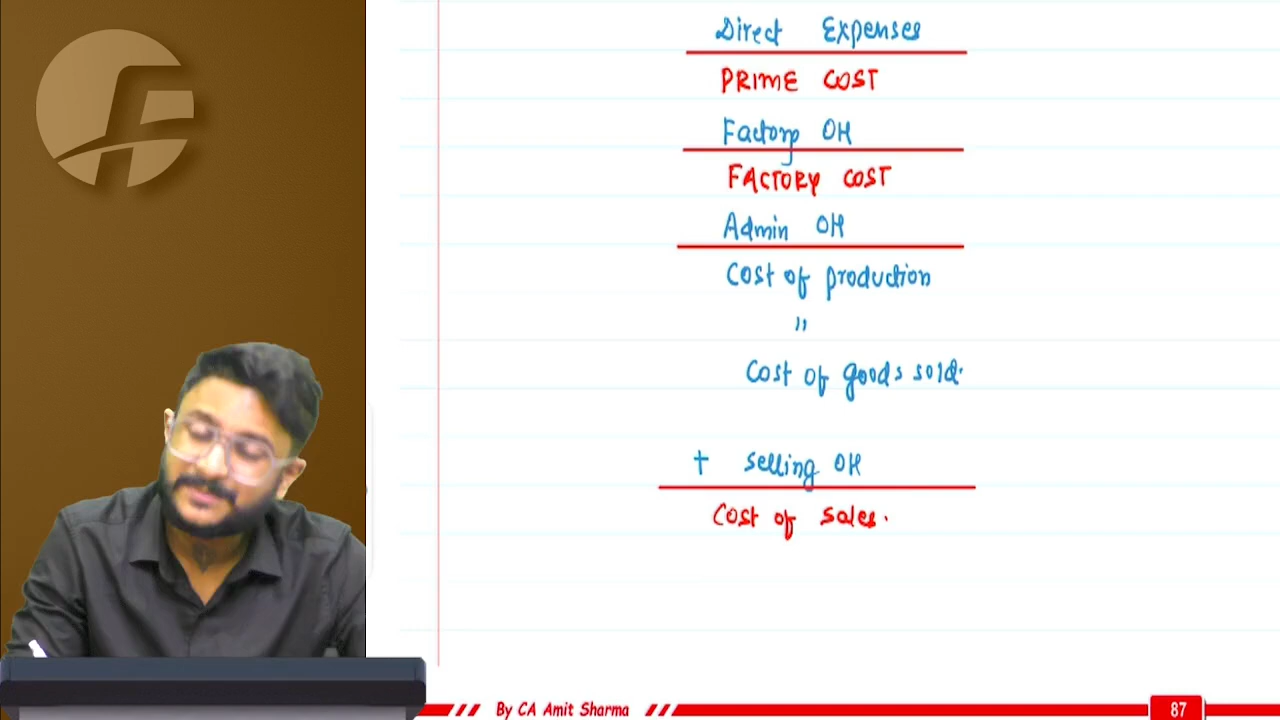 Direct Expenses
PRIME COST
Factory OH
FACTORY COST
Admin OH
Cost of production
"
Cost of goods sold.
+ Selling OH
Cost of sales.
By CA Amit Sharma
87